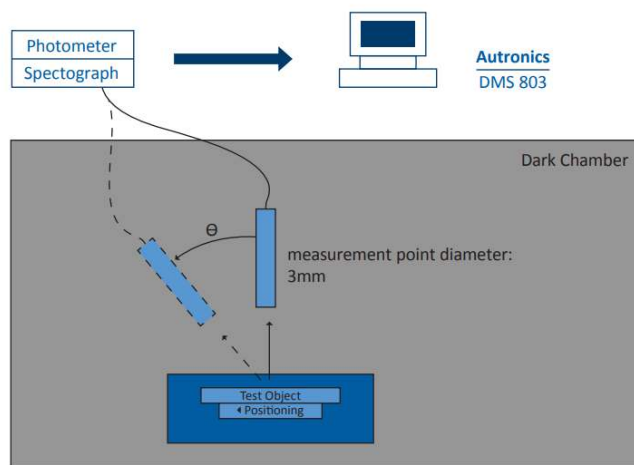 Photometer
Spectograph
Autronics
DMS 803
Dark Chamber
Ɵ
measurement point diameter:
3mm
Test Object
Positioning